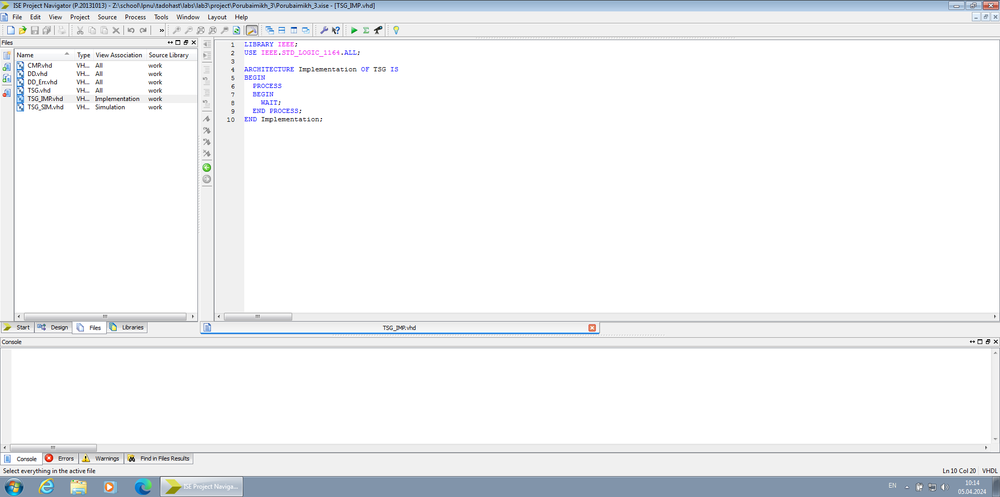 ISE Project Navigator (P.20131013) - Z:\school\lpnu\tadohast\labs\lab3\project\Porubaimikh_3\Porubaimikh_3.xise - [TSG_IMP.vhd]
File Edit View Project Source Process Tools Window Layout Help
»
Files
Name Type View Association Source Library
CMP.vhd VH... All work
DD.vhd VH... All work
DD_Err.vhd VH... All work
TSG.vhd VH... All work
TSG_IMP.vhd VH... Implementation work
TSG_SIM.vhd VH... Simulation work
1 LIBRARY IEEE;
2 USE IEEE.STD_LOGIC_1164.ALL;
3
4 ARCHITECTURE Implementation OF TSG IS
5 BEGIN
6 PROCESS
7 BEGIN
8 WAIT;
9 END PROCESS;
10 END Implementation;
Start Design Files Libraries
TSG_IMP.vhd
Console
Console Errors Warnings Find in Files Results
Select everything in the active file
Ln 10 Col 20 VHDL
ISE Project Naviga...
EN
10:14
05.04.2024